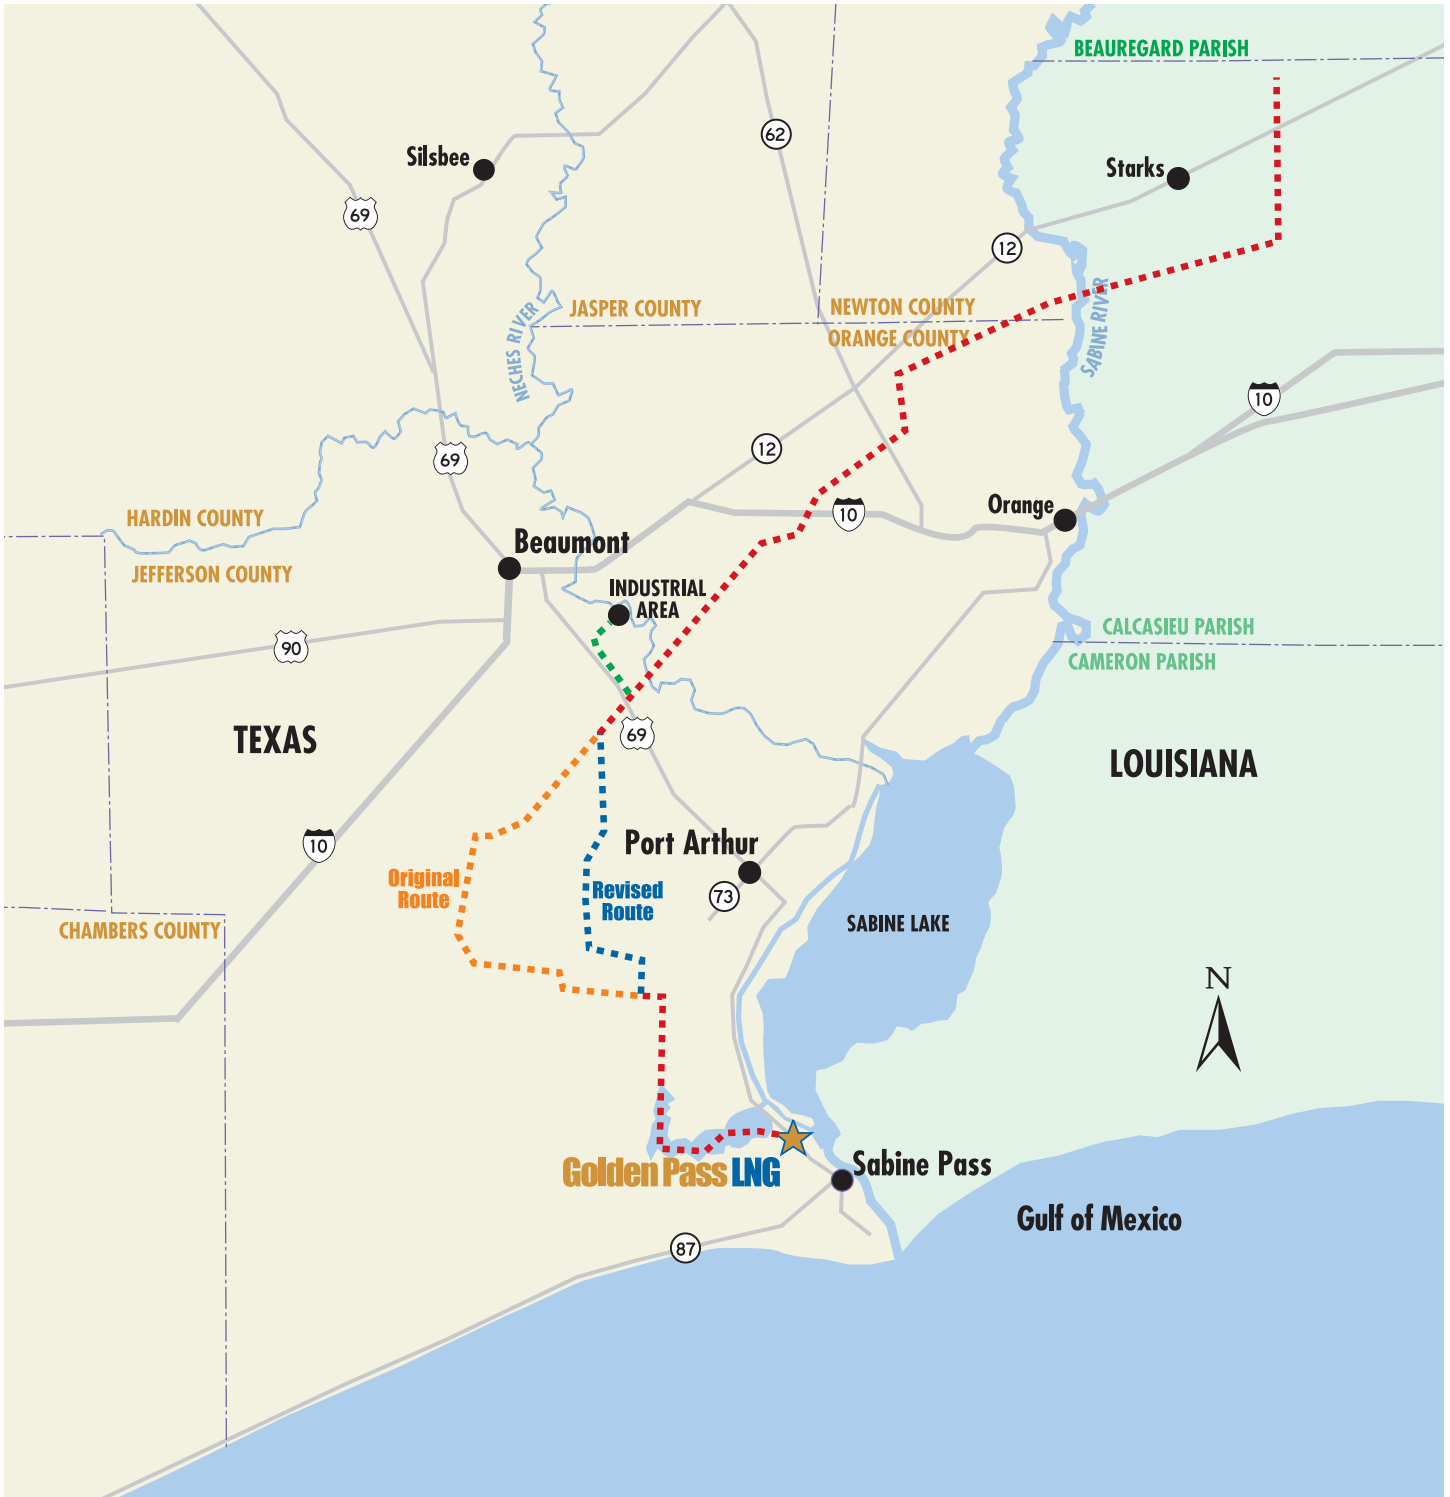 BEAUREGARD PARISH
62
Silsbee
Starks
69
12
JASPER COUNTY
NEWTON COUNTY
ORANGE COUNTY
NECHES RIVER
SABINE RIVER
10
12
69
Orange
10
HARDIN COUNTY
Beaumont
JEFFERSON COUNTY
INDUSTRIAL
AREA
CALCASIEU PARISH
90
CAMERON PARISH
69
TEXAS
LOUISIANA
10
Port Arthur
Original
Route
Revised
Route
73
CHAMBERS COUNTY
SABINE LAKE
N
Golden Pass LNG
Sabine Pass
Gulf of Mexico
87